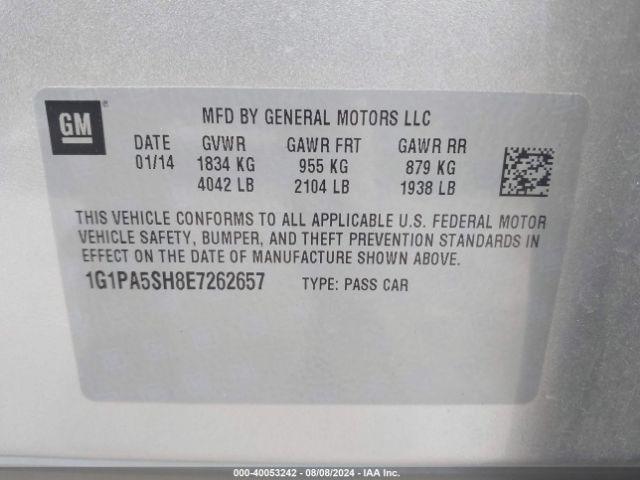 GM
MFD BY GENERAL MOTORS LLC
DATE GVWR GAWR FRT GAWR RR
01/14 1834 KG 955 KG 879 KG
4042 LB 2104 LB 1938 LB
THIS VEHICLE CONFORMS TO ALL APPLICABLE U.S. FEDERAL MOTOR
VEHICLE SAFETY, BUMPER, AND THEFT PREVENTION STANDARDS IN
EFFECT ON THE DATE OF MANUFACTURE SHOWN ABOVE.
1G1PA5SH8E7262657 TYPE: PASS CAR
000-40053242 - 08/08/2024 - IAA Inc.